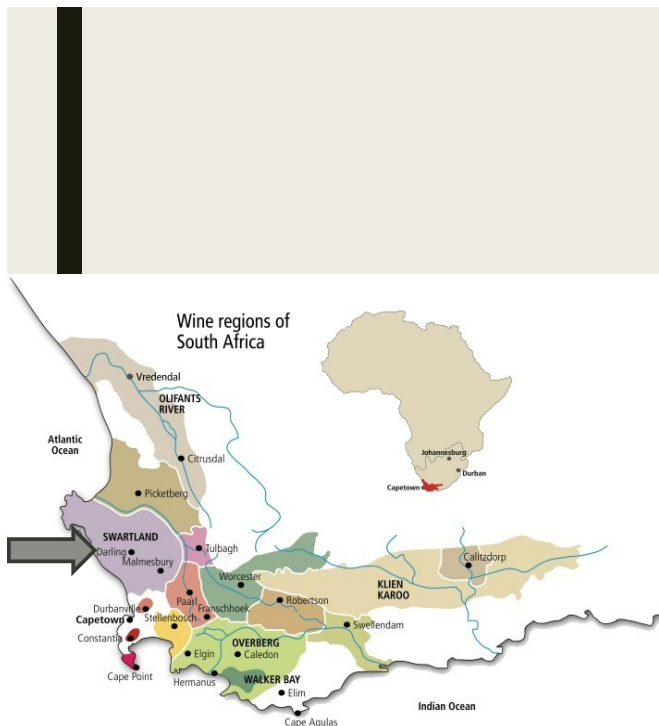 Wine regions of
South Africa
Vredendal
OLIFANTS
RIVER
Atlantic
Ocean
Citrusdal
Johannesburg
Durban
Capetown
Picketberg
SWARTLAND
Darling
Malmesbury
Tulbagh
Calitzdorp
Worcester
KLIEN
KAROO
Paarl
Robertson
Durbanville
Franschhoek
Capetown
Stellenbosch
Swellendam
Constantia
OVERBERG
Elgin
Caledon
Cape Point
Hermanus
WALKER BAY
Elim
Indian Ocean
Cape Agulas